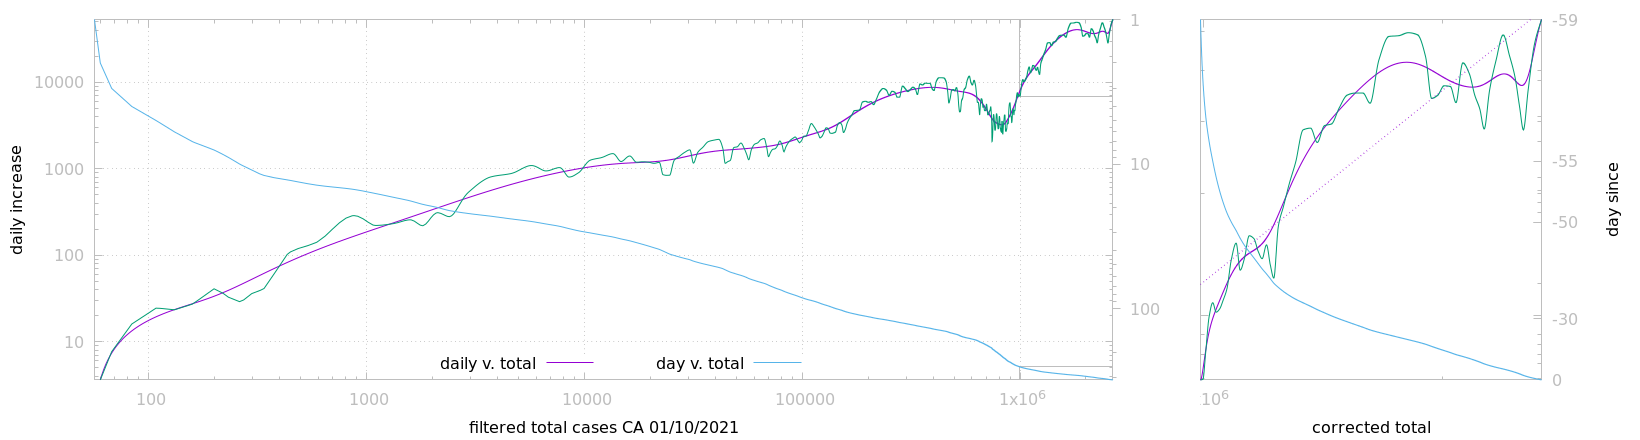 10000
1000
100
10
daily increase
daily v. total
day v. total
100
1000
10000
100000
1x10⁶
filtered total cases CA 01/10/2021
1
10
100
10⁶
corrected total
-59
-55
-50
-30
0
day since